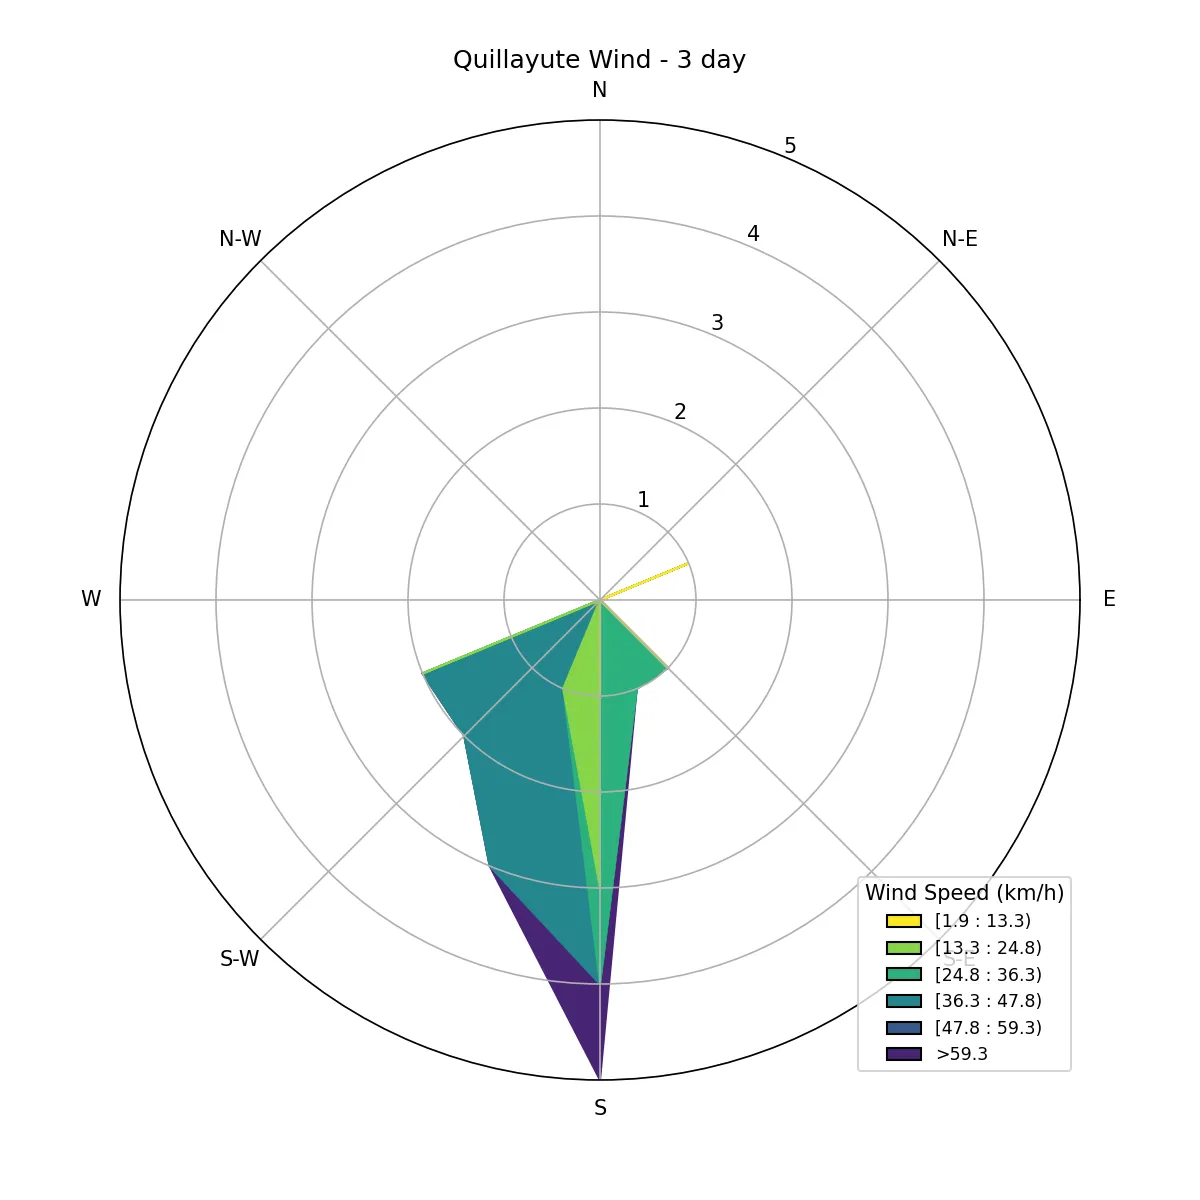 Quillayute Wind - 3 day
N
5
N-W
N-E
4
3
2
1
W
E
Wind Speed (km/h)
[1.9 : 13.3)
[13.3 : 24.8)
S-W
S-E
[24.8 : 36.3)
[36.3 : 47.8)
[47.8 : 59.3)
>59.3
S